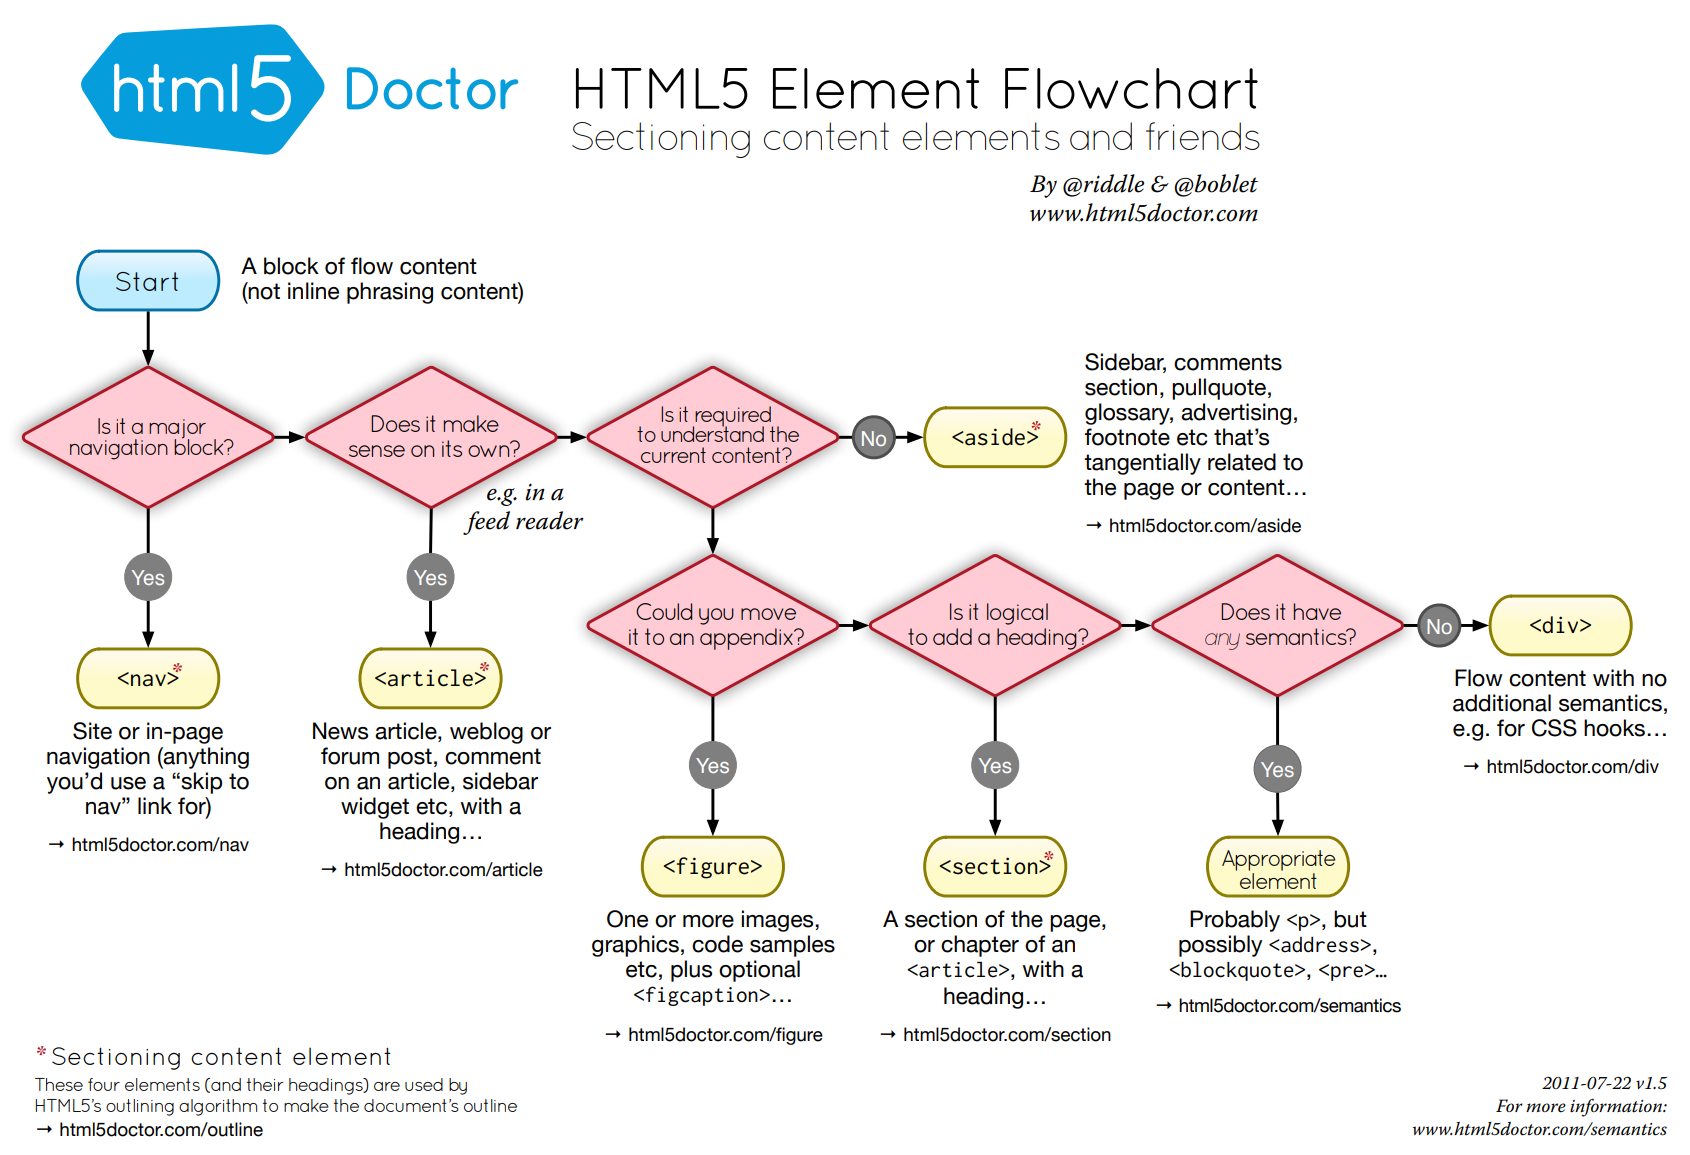 html5 Doctor
HTML5 Element Flowchart
Sectioning content elements and friends
By @riddle & @boblet
www.html5doctor.com
Start
A block of flow content
(not inline phrasing content)
Is it a major
navigation block?
Does it make
sense on its own?
e.g. in a
feed reader
Is it required
to understand the
current content?
No
<aside>*
Sidebar, comments
section, pullquote,
glossary, advertising,
footnote etc that's
tangentially related to
the page or content…
→ html5doctor.com/aside
Yes
<nav>*
Site or in-page
navigation (anything
you'd use a “skip to
nav” link for)
→ html5doctor.com/nav
Yes
<article>*
News article, weblog or
forum post, comment
on an article, sidebar
widget etc, with a
heading…
→ html5doctor.com/article
Could you move
it to an appendix?
Is it logical
to add a heading?
Does it have
any semantics?
No
<div>
Flow content with no
additional semantics,
e.g. for CSS hooks…
→ html5doctor.com/div
Yes
<figure>
One or more images,
graphics, code samples
etc, plus optional
<figcaption>…
→ html5doctor.com/figure
Yes
<section>*
A section of the page,
or chapter of an
<article>, with a
heading…
→ html5doctor.com/section
Yes
Appropriate
element
Probably <p>, but
possibly <address>,
<blockquote>, <pre>…
→ html5doctor.com/semantics
*Sectioning content element
These four elements (and their headings) are used by
HTML5's outlining algorithm to make the document's outline
→ html5doctor.com/outline
2011-07-22 v1.5
For more information:
www.html5doctor.com/semantics